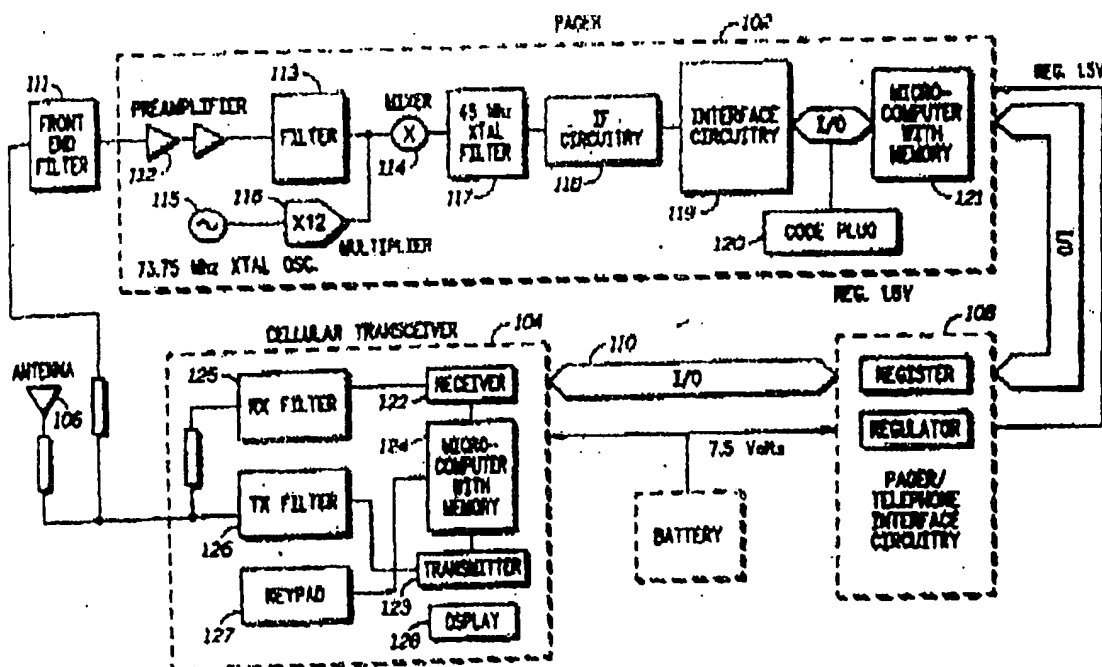 PAGER
102
111
FRONT
END
FILTER
PREAMPLIFIER
112
113
FILTER
MIXER
X
114
45 Mhz
XTAL
FILTER
117
IF
CIRCUITRY
118
INTERFACE
CIRCUITRY
119
I/O
MICRO-
COMPUTER
WITH
MEMORY
121
REG. 1.5V
115
116
X12
MULTIPLIER
73.75 Mhz XTAL OSC.
120
CODE PLUG
I/O
REG. 1.5V
CELLULAR TRANSCEIVER
104
110
I/O
108
REGISTER
REGULATOR
PAGER/
TELEPHONE
INTERFACE
CIRCUITRY
ANTENNA
106
125
RX FILTER
RECEIVER
122
124
MICRO-
COMPUTER
WITH
MEMORY
7.5 Volts
BATTERY
TX FILTER
126
TRANSMITTER
123
KEYPAD
127
DSPLAY
128